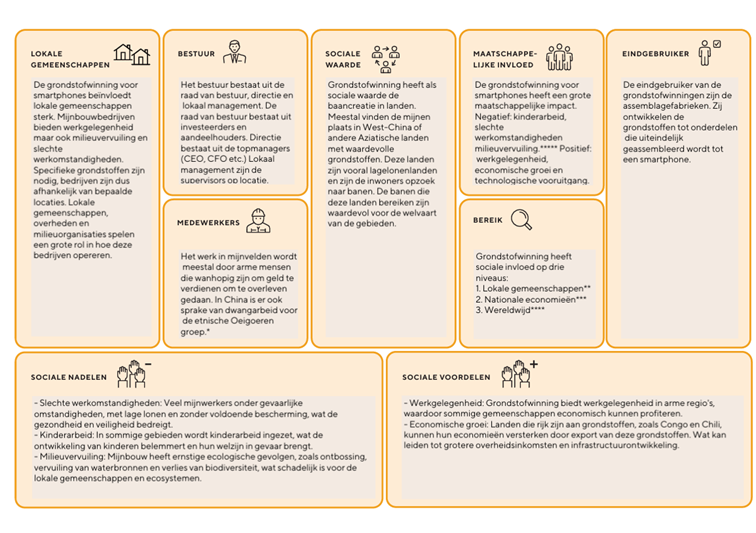 LOKALE
GEMEENSCHAPPEN
De grondstofwinning voor
smartphones beïnvloedt
lokale gemeenschappen
sterk. Mijnbouwbedrijven
bieden werkgelegenheid
maar ook milieuvervuiling en
slechte
werkomstandigheden.
Specifieke grondstoffen zijn
nodig, bedrijven zijn dus
afhankelijk van bepaalde
locaties. Lokale
gemeenschappen,
overheden en
milieuorganisaties spelen
een grote rol in hoe deze
bedrijven opereren.
BESTUUR
Het bestuur bestaat uit de
raad van bestuur, directie en
lokaal management. De
raad van bestuur bestaat uit
investeerders en
aandeelhouders. Directie
bestaat uit de topmanagers
(CEO, CFO etc.) Lokaal
management zijn de
supervisors op locatie.
MEDEWERKERS
Het werk in mijnvelden wordt
meestal door arme mensen
die wanhopig zijn om geld te
verdienen om te overleven
gedaan. In China is er ook
sprake van dwangarbeid voor
de etnische Oeigoeren
groep.*
SOCIALE
WAARDE
Grondstofwinning heeft als
sociale waarde de
baancreatie in landen.
Meestal vinden de mijnen
plaats in West-China of
andere Aziatische landen
met waardevolle
grondstoffen. Deze landen
zijn vooral lagelonenlanden
en zijn de inwoners opzoek
naar banen. De banen die
deze landen bereiken zijn
waardevol voor de welvaart
van de gebieden.
MAATSCHAPPE-
LIJKE INVLOED
De grondstofwinning voor
smartphones heeft een grote
maatschappelijke impact.
Negatief: kinderarbeid,
slechte
werkomstandigheden
milieuvervuiling.***** Positief:
werkgelegenheid,
economische groei en
technologische vooruitgang.
BEREIK
Grondstofwinning heeft
sociale invloed op drie
niveaus:
1. Lokale gemeenschappen**
2. Nationale economieën***
3. Wereldwijd****
EINDGEBRUIKER
De eindgebruiker van de
grondstofwinningen zijn de
assemblagefabrieken. Zij
ontwikkelen de
grondstoffen tot onderdelen
die uiteindelijk
geassembleerd wordt tot
een smartphone.
SOCIALE NADELEN
- Slechte werkomstandigheden: Veel mijnwerkers onder gevaarlijke
omstandigheden, met lage lonen en zonder voldoende bescherming, wat de
gezondheid en veiligheid bedreigt.
- Kinderarbeid: In sommige gebieden wordt kinderarbeid ingezet, wat de
ontwikkeling van kinderen belemmert en hun welzijn in gevaar brengt.
- Milieuvervuiling: Mijnbouw heeft ernstige ecologische gevolgen, zoals ontbossing,
vervuiling van waterbronnen en verlies van biodiversiteit, wat schadelijk is voor de
lokale gemeenschappen en ecosystemen.
SOCIALE VOORDELEN
- Werkgelegenheid: Grondstofwinning biedt werkgelegenheid in arme regio's,
waardoor sommige gemeenschappen economisch kunnen profiteren.
- Economische groei: Landen die rijk zijn aan grondstoffen, zoals Congo en Chili,
kunnen hun economieën versterken door export van deze grondstoffen. Wat kan
leiden tot grotere overheidsinkomsten en infrastructuurontwikkeling.